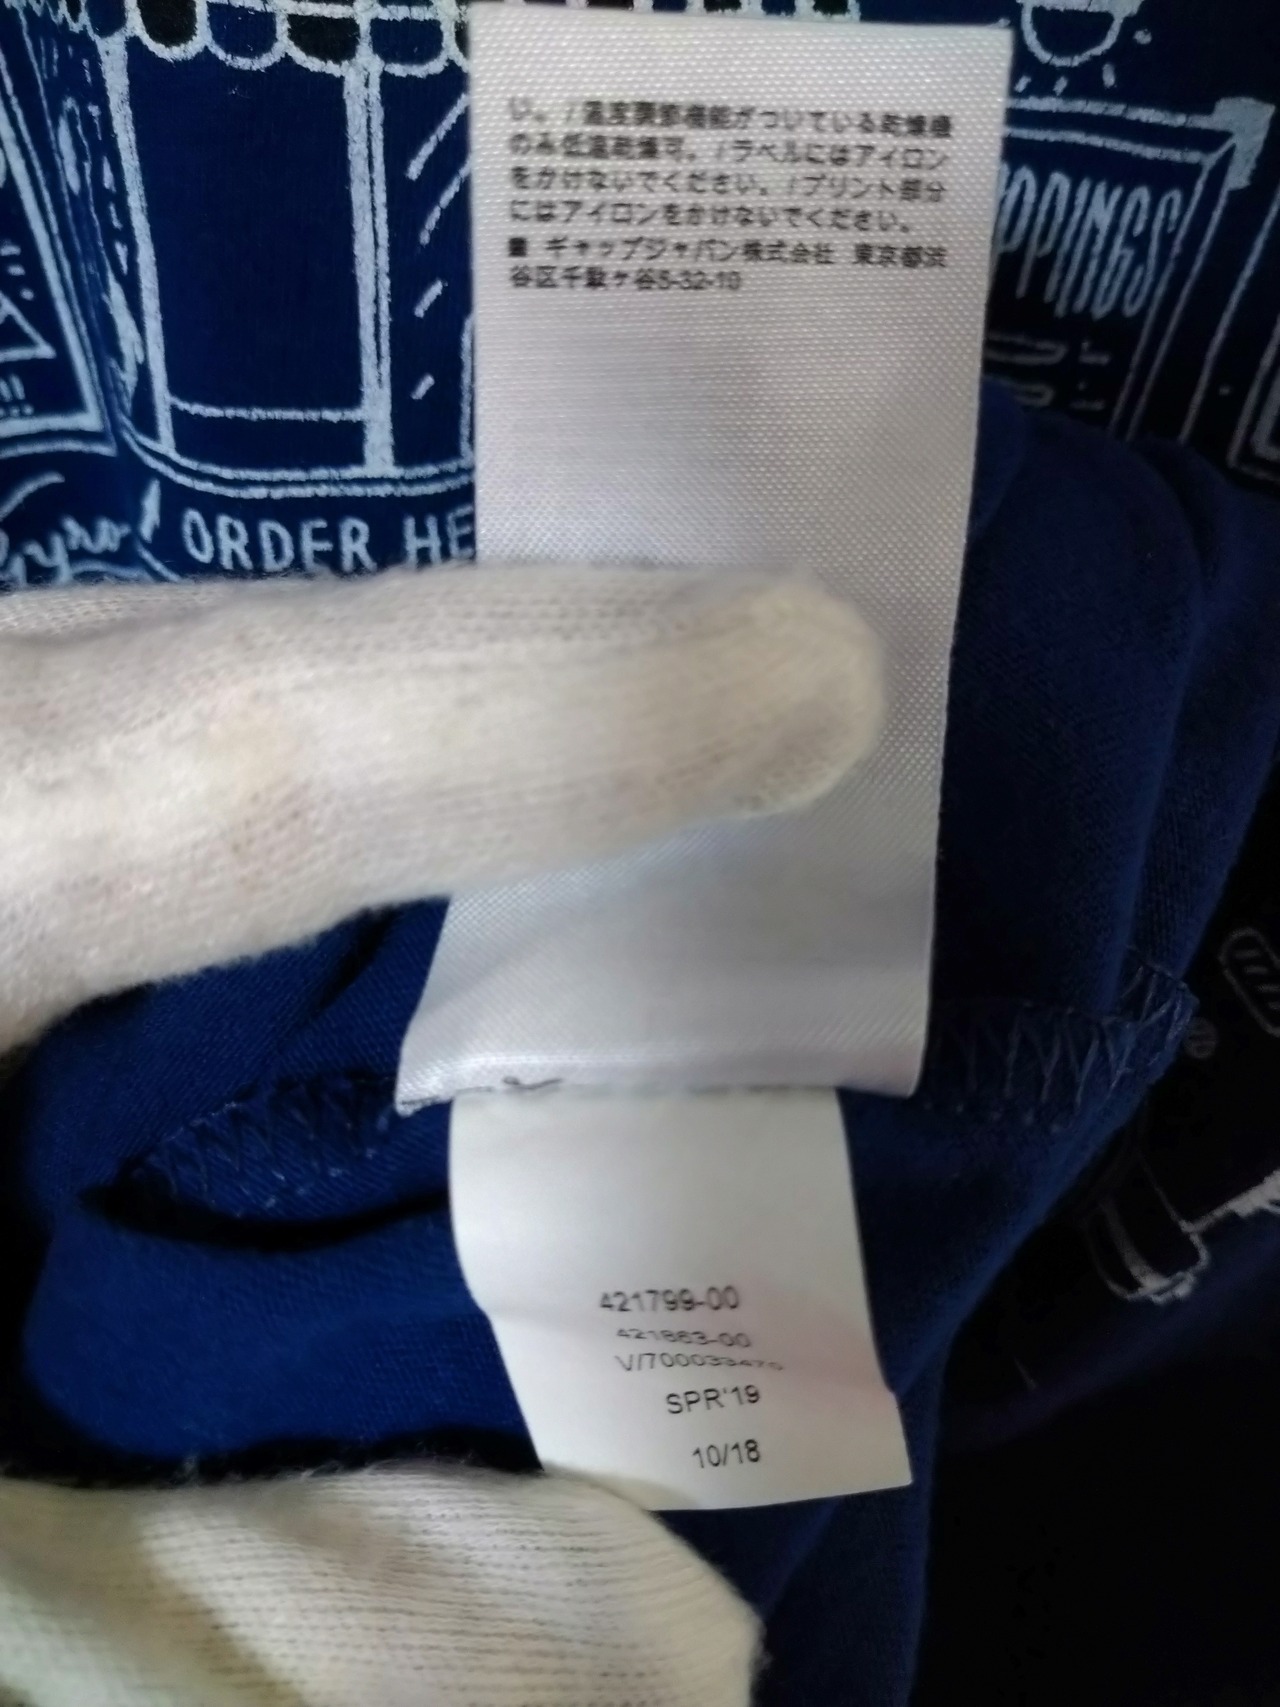 い。/温度調節機能がついている乾燥機
のみ低温乾燥可。/ラベルにはアイロン
をかけないでください。/プリント部分
にはアイロンをかけないでください。
■ ギャップジャパン株式会社 東京都渋
谷区千駄ヶ谷5-32-10
PPINGS
Gyro!
ORDER HE
421799-00
421863-00
V/70003347
SPR'19
10/18